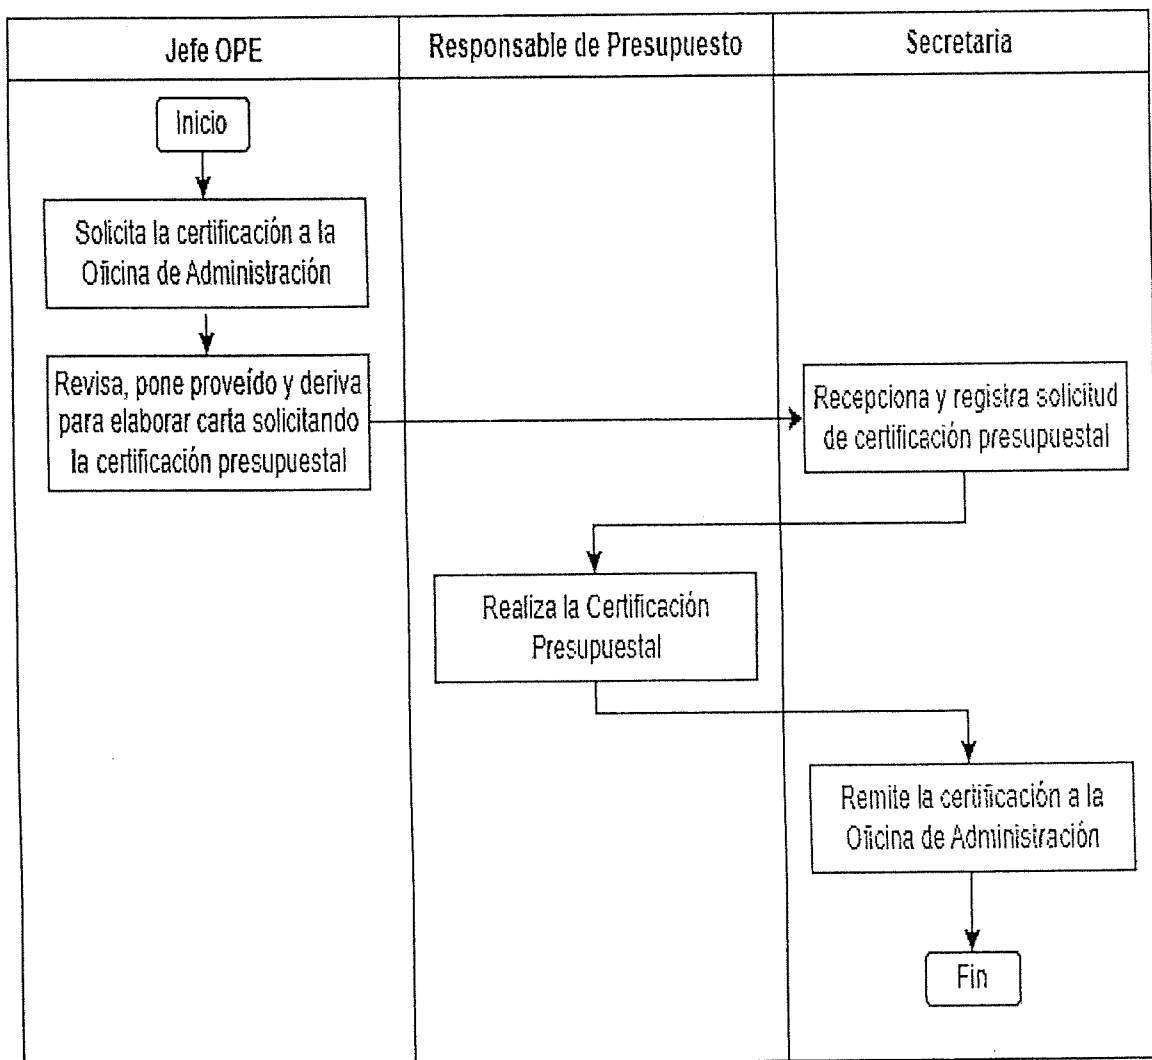 Jefe OPE
Responsable de Presupuesto
Secretaria
Inicio
Solicita la certificación a la
Oficina de Administración
Revisa, pone proveído y deriva
para elaborar carta solicitando
la certificación presupuestal
Recepciona y registra solicitud
de certificación presupuestal
Realiza la Certificación
Presupuestal
Remite la certificación a la
Oficina de Administración
Fin